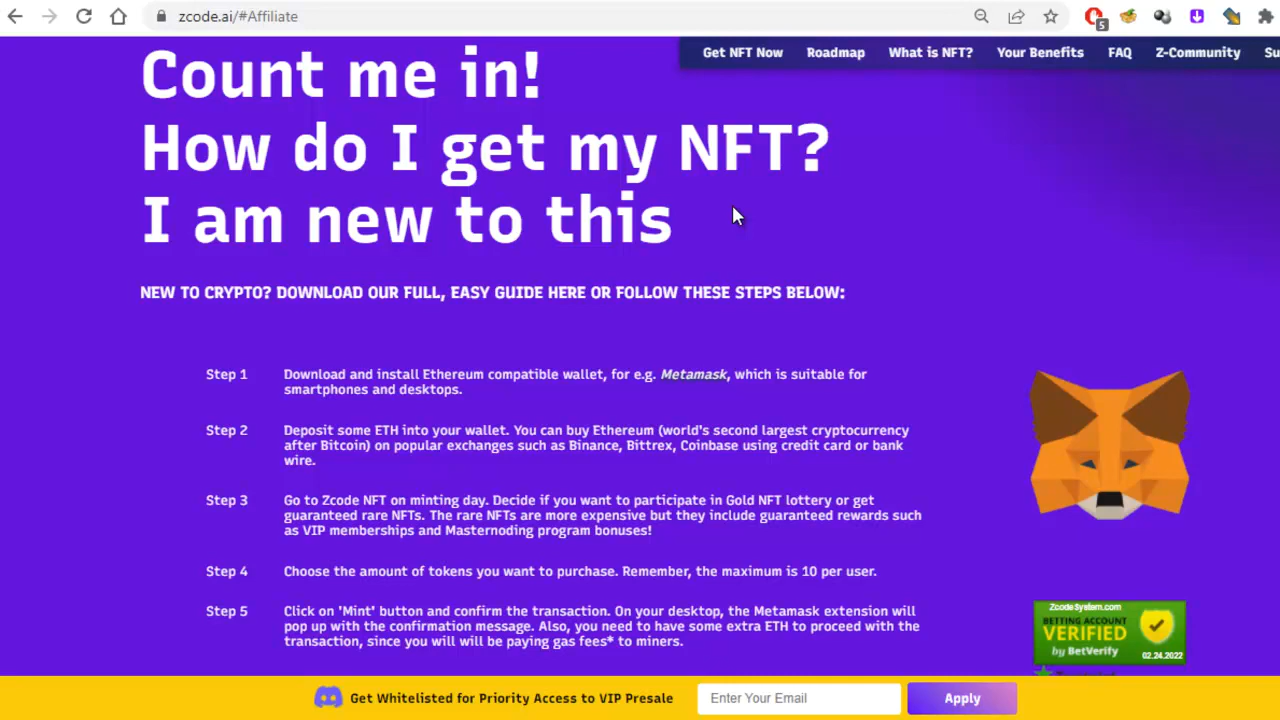 zcode.ai/#Affiliate
5
Get NFT Now Roadmap What is NFT? Your Benefits FAQ Z-Community Su
Count me in!
How do I get my NFT?
I am new to this
NEW TO CRYPTO? DOWNLOAD OUR FULL, EASY GUIDE HERE OR FOLLOW THESE STEPS BELOW:
Step 1 Download and install Ethereum compatible wallet, for e.g. Metamask, which is suitable for
smartphones and desktops.
Step 2 Deposit some ETH into your wallet. You can buy Ethereum (world's second largest cryptocurrency
after Bitcoin) on popular exchanges such as Binance, Bittrex, Coinbase using credit card or bank
wire.
Step 3 Go to Zcode NFT on minting day. Decide if you want to participate in Gold NFT lottery or get
guaranteed rare NFTs. The rare NFTs are more expensive but they include guaranteed rewards such
as VIP memberships and Masternoding program bonuses!
Step 4 Choose the amount of tokens you want to purchase. Remember, the maximum is 10 per user.
Step 5 Click on 'Mint' button and confirm the transaction. On your desktop, the Metamask extension will
pop up with the confirmation message. Also, you need to have some extra ETH to proceed with the
transaction, since you will will be paying gas fees* to miners.
ZcodeSystem.com
BETTING ACCOUNT
VERIFIED
by BetVerify
02.24.2022
Get Whitelisted for Priority Access to VIP Presale Enter Your Email Apply